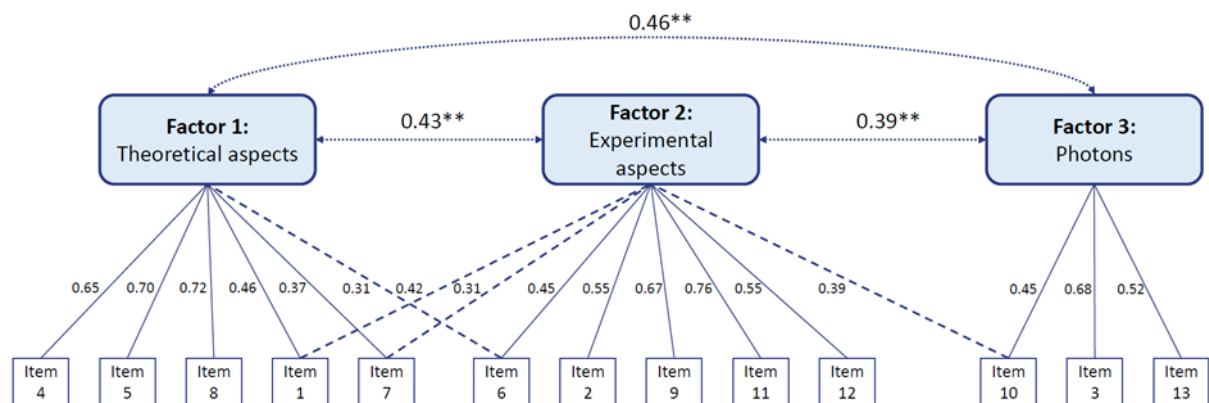 0.46**
Factor 1:
Theoretical aspects
0.43**
Factor 2:
Experimental
aspects
0.39**
Factor 3:
Photons
0.65
0.70
0.72
0.46
0.37
0.31
0.42
0.31
0.45
0.55
0.67
0.76
0.55
0.39
0.45
0.68
0.52
Item
4
Item
5
Item
8
Item
1
Item
7
Item
6
Item
2
Item
9
Item
11
Item
12
Item
10
Item
3
Item
13